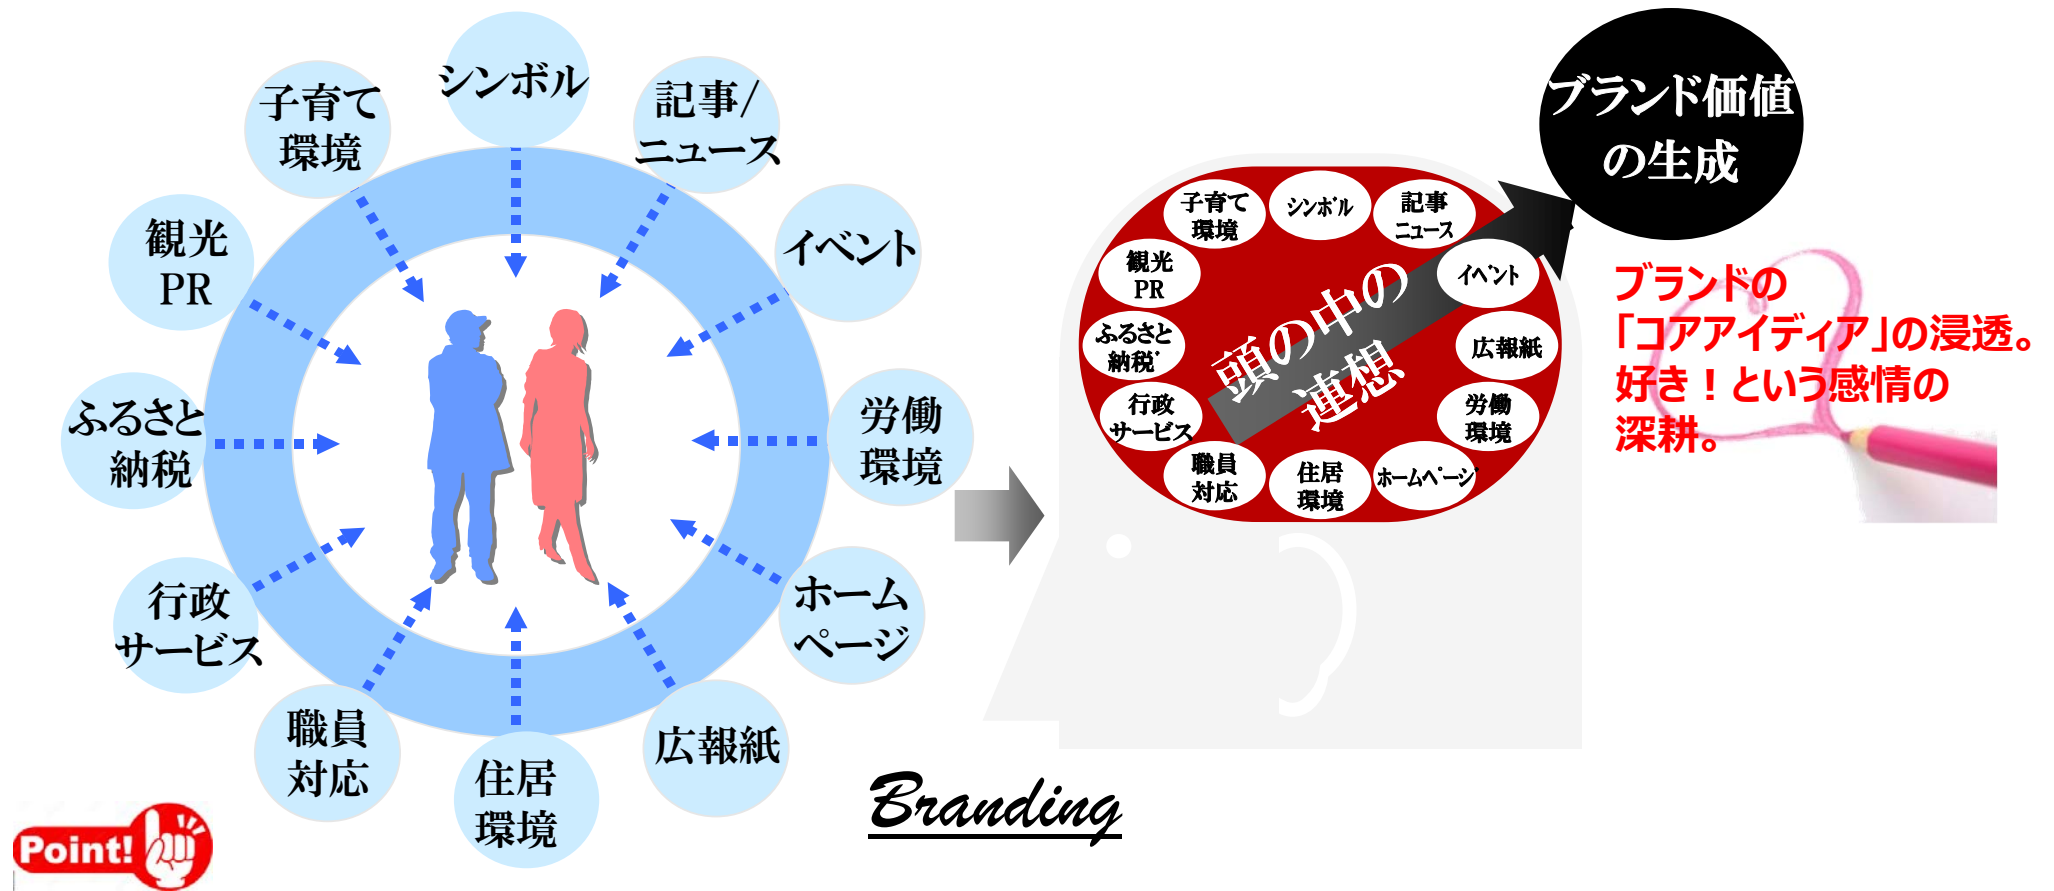 シンボル
記事/
ニュース
イベント
労働
環境
ホーム
ページ
広報紙
住居
環境
職員
対応
行政
サービス
ふるさと
納税
観光
PR
子育て
環境
シンボル
記事
ニュース
イベント
広報紙
労働
環境
ホームページ
住居
環境
職員
対応
行政
サービス
ふるさと
納税
観光
PR
子育て
環境
頭の中の
連想
ブランド価値
の生成
ブランドの
「コアアイディア」の浸透。
好き！という感情の
深耕。
Branding
Point!